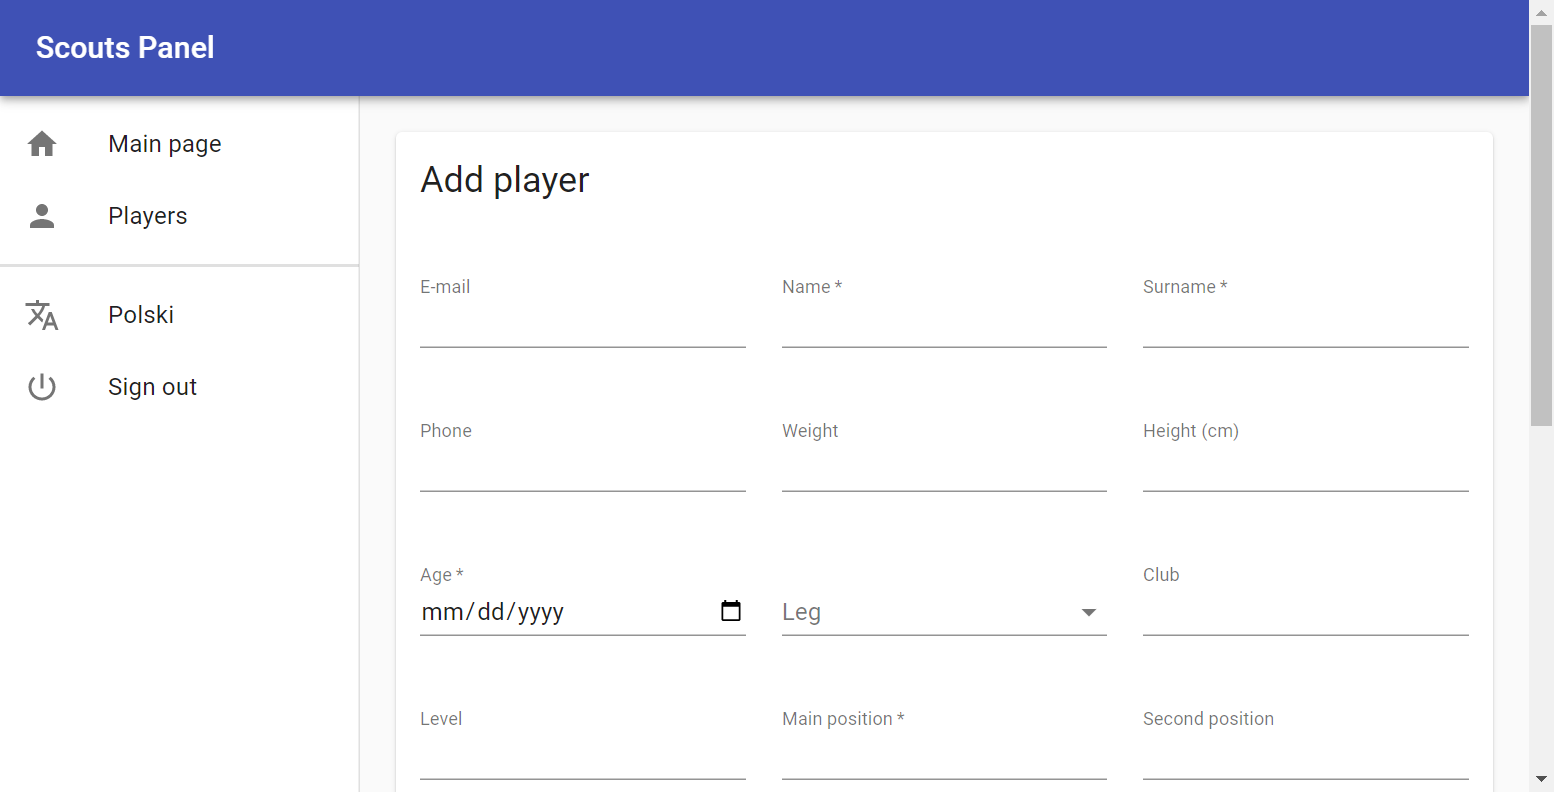 Scouts Panel
Main page
Players
Polski
Sign out
Add player
E-mail
Name *
Surname *
Phone
Weight
Height (cm)
Age *
mm/dd/yyyy
Leg
Club
Level
Main position *
Second position